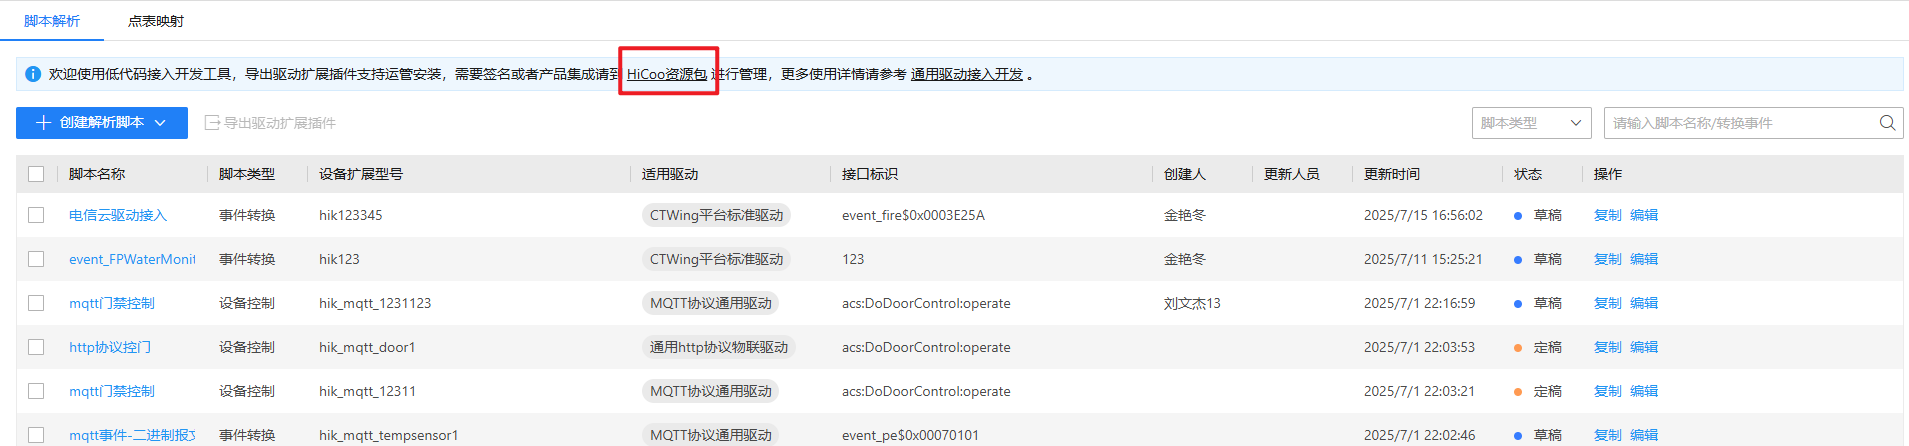 脚本解析 点表映射
欢迎使用低代码接入开发工具，导出驱动扩展插件支持运管安装，需要签名或者产品集成请到 HiCoo资源包 进行管理，更多使用详情请参考 通用驱动接入开发 。
创建解析脚本 导出驱动扩展插件 脚本类型 请输入脚本名称/转换事件
脚本名称 脚本类型 设备扩展型号 适用驱动 接口标识 创建人 更新人员 更新时间 状态 操作
电信云驱动接入 事件转换 hik123345 CTWing平台标准驱动 event_fire$0x0003E25A 金艳冬 2025/7/15 16:56:02 草稿 复制 编辑
event_FPWaterMonit 事件转换 hik123 CTWing平台标准驱动 123 金艳冬 2025/7/11 15:25:21 草稿 复制 编辑
mqtt门禁控制 设备控制 hik_mqtt_1231123 MQTT协议通用驱动 acs:DoDoorControl:operate 刘文杰13 2025/7/1 22:16:59 草稿 复制 编辑
http协议控门 设备控制 hik_mqtt_door1 通用http协议物联驱动 acs:DoDoorControl:operate 2025/7/1 22:03:53 定稿 复制 编辑
mqtt门禁控制 设备控制 hik_mqtt_12311 MQTT协议通用驱动 acs:DoDoorControl:operate 2025/7/1 22:03:21 定稿 复制 编辑
mqtt事件-二进制报文 事件转换 hik_mqtt_tempsensor1 MQTT协议通用驱动 event_pe$0x00070101 2025/7/1 22:02:46 草稿 复制 编辑